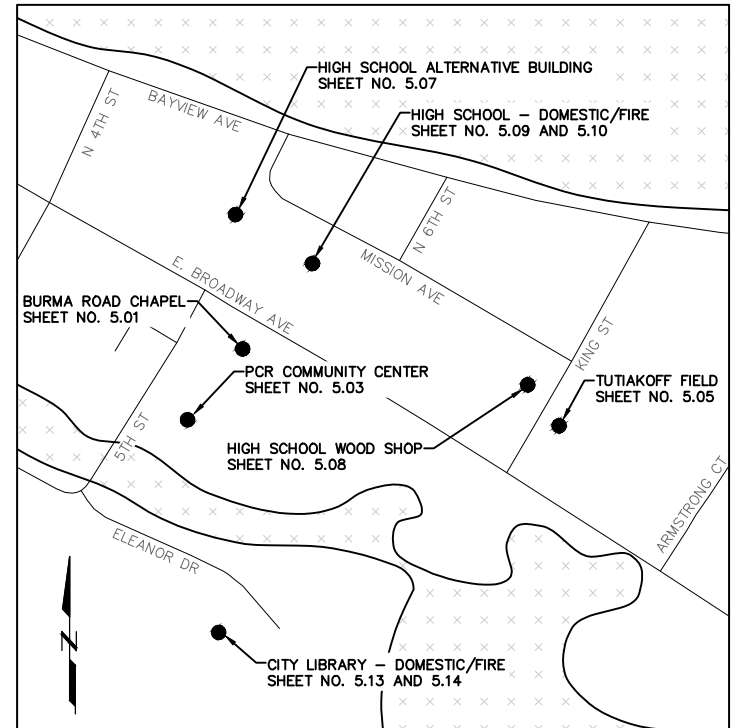 HIGH SCHOOL ALTERNATIVE BUILDING
SHEET NO. 5.07
BAYVIEW AVE
N 4TH ST
HIGH SCHOOL – DOMESTIC/FIRE
SHEET NO. 5.09 AND 5.10
N 6TH ST
MISSION AVE
E. BROADWAY AVE
BURMA ROAD CHAPEL
SHEET NO. 5.01
KING ST
PCR COMMUNITY CENTER
SHEET NO. 5.03
TUTIAKOFF FIELD
SHEET NO. 5.05
5TH ST
HIGH SCHOOL WOOD SHOP
SHEET NO. 5.08
ARMSTRONG CT
ELEANOR DR
N
CITY LIBRARY – DOMESTIC/FIRE
SHEET NO. 5.13 AND 5.14